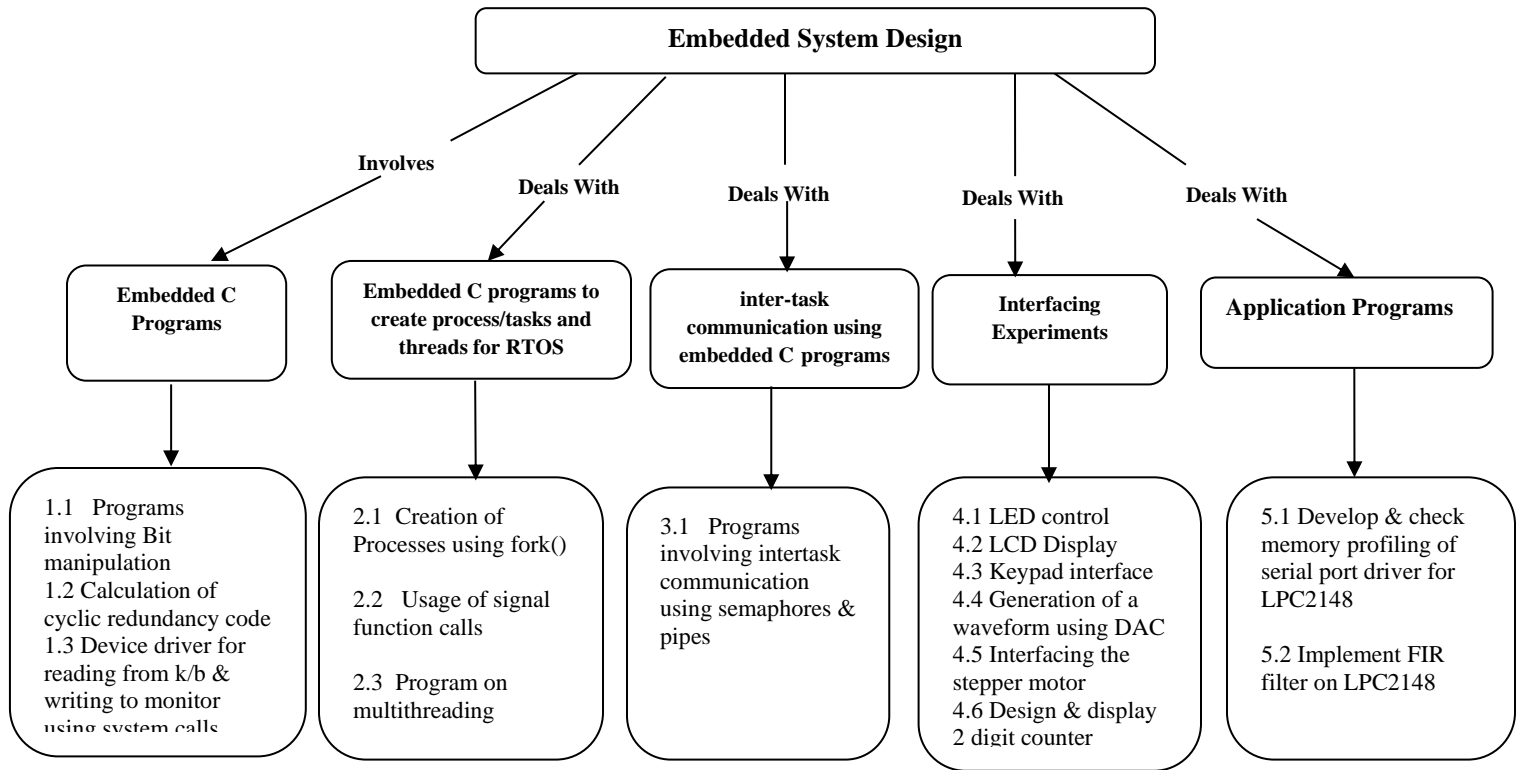 Embedded System Design
Involves
Deals With
Deals With
Deals With
Deals With
Embedded C
Programs
Embedded C programs to
create process/tasks and
threads for RTOS
inter-task
communication using
embedded C programs
Interfacing
Experiments
Application Programs
1.1 Programs
involving Bit
manipulation
1.2 Calculation of
cyclic redundancy code
1.3 Device driver for
reading from k/b &
writing to monitor
using system calls
2.1 Creation of
Processes using fork()
2.2 Usage of signal
function calls
2.3 Program on
multithreading
3.1 Programs
involving intertask
communication
using semaphores &
pipes
4.1 LED control
4.2 LCD Display
4.3 Keypad interface
4.4 Generation of a
waveform using DAC
4.5 Interfacing the
stepper motor
4.6 Design & display
2 digit counter
5.1 Develop & check
memory profiling of
serial port driver for
LPC2148
5.2 Implement FIR
filter on LPC2148